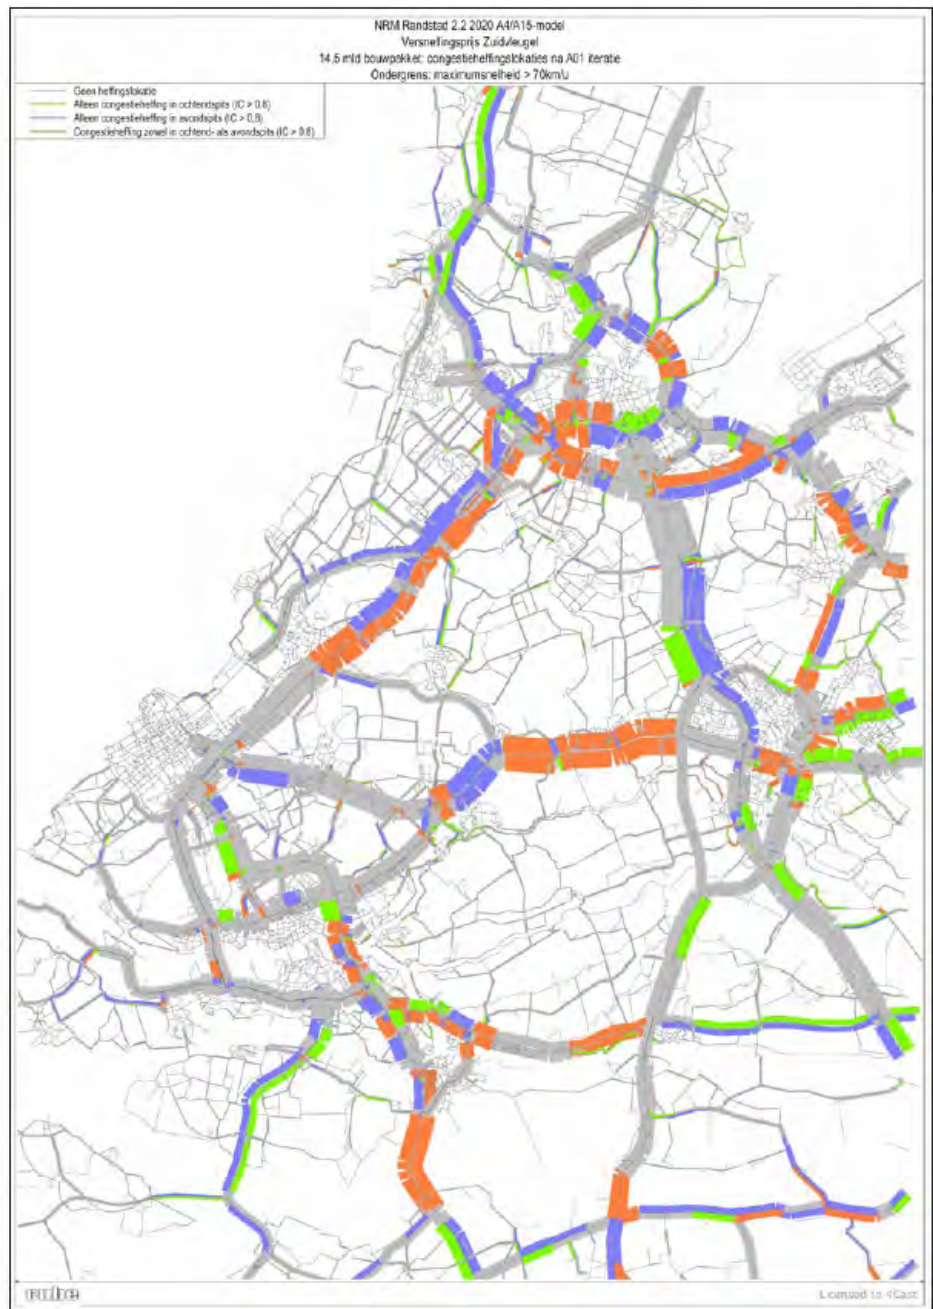 NRM Randstad 2.2 2020 A4/A15-model
Versnellingsprijs Zuidvleugel
14,5 mld bouwpakket: congestieheffingslokaties na A01 iteratie
Ondergrens: maximumsnelheid > 70km/u
Geen heffingslokatie
Alleen congestieheffing in ochtendspits (IC > 0.8)
Alleen congestieheffing in avondspits (IC > 0.8)
Congestieheffing zowel in ochtend- als avondspits (IC > 0.8)
Licensed to 4Cast